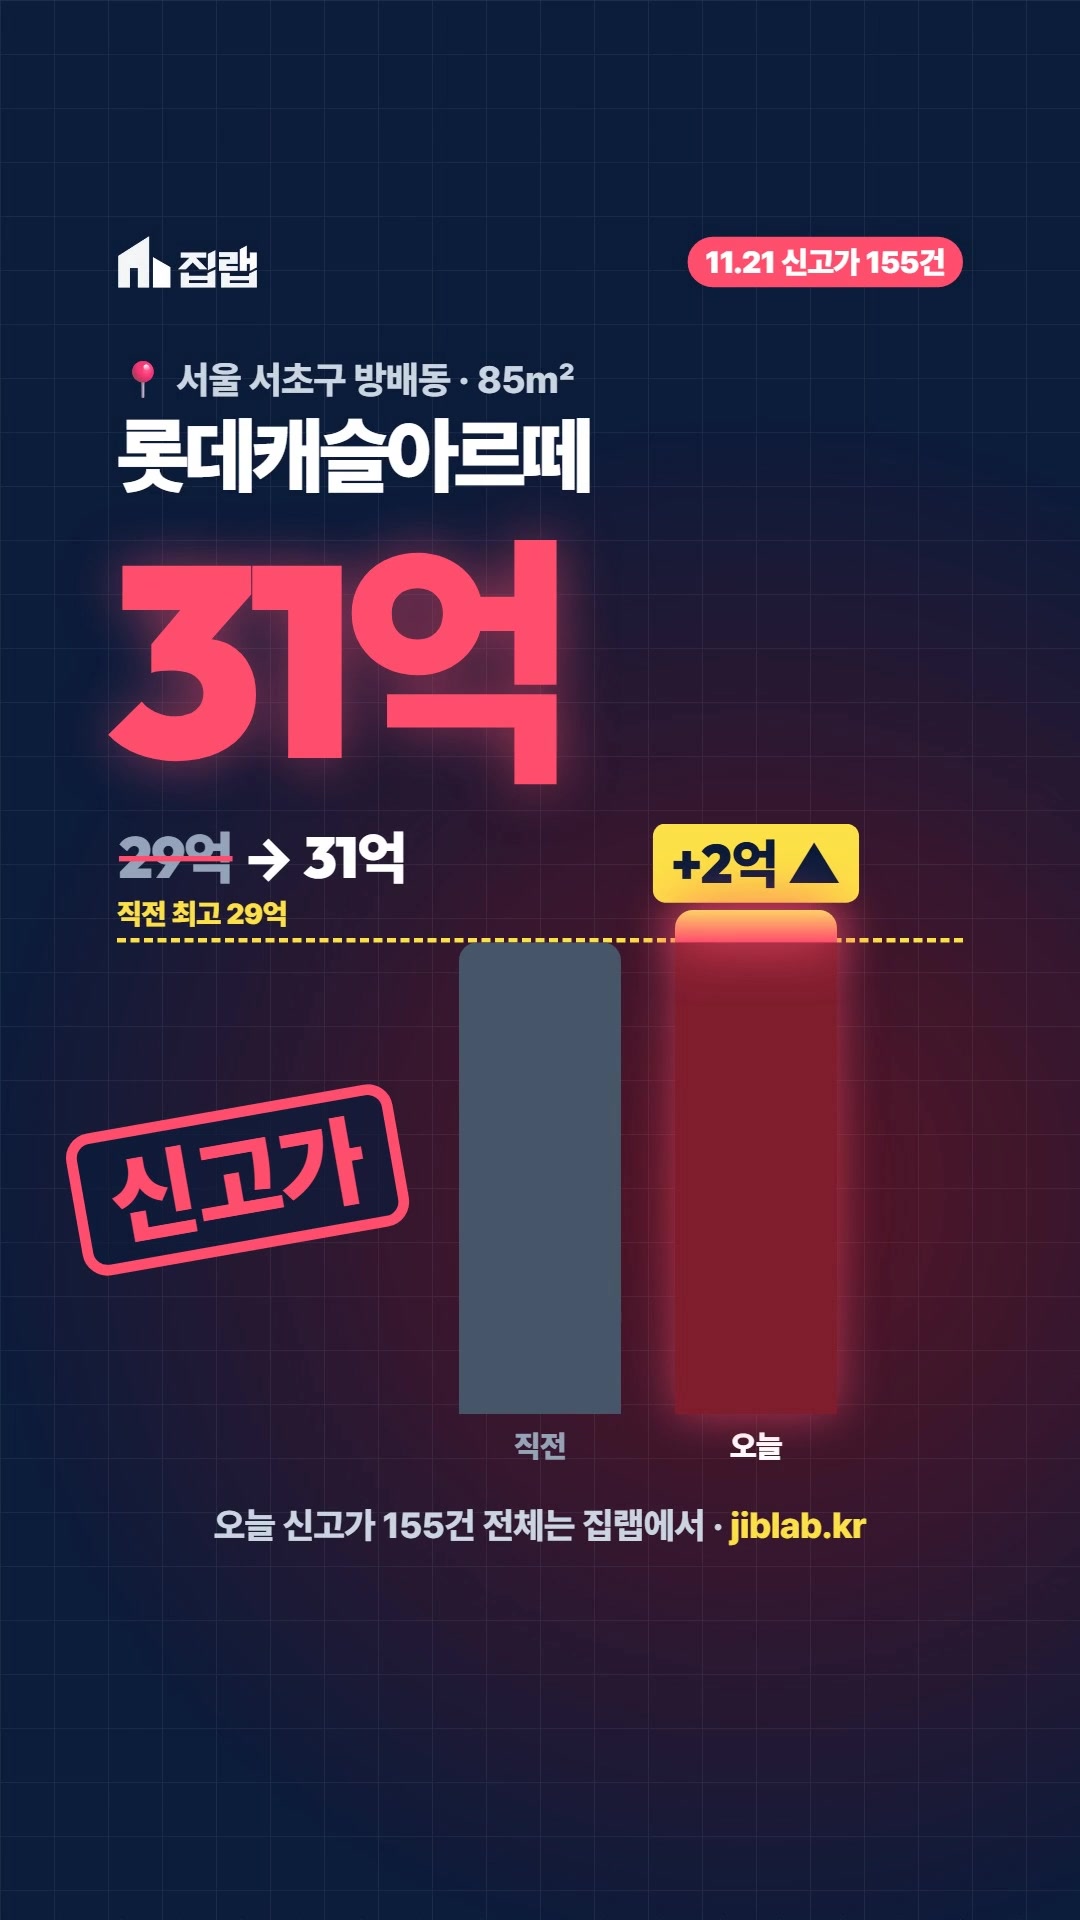 집랩
11.21 신고가 155건
서울 서초구 방배동 · 85m²
롯데캐슬아르떼
31억
29억 → 31억
+2억 ▲
직전 최고 29억
신고가
직전
오늘
오늘 신고가 155건 전체는 집랩에서 · jiblab.kr